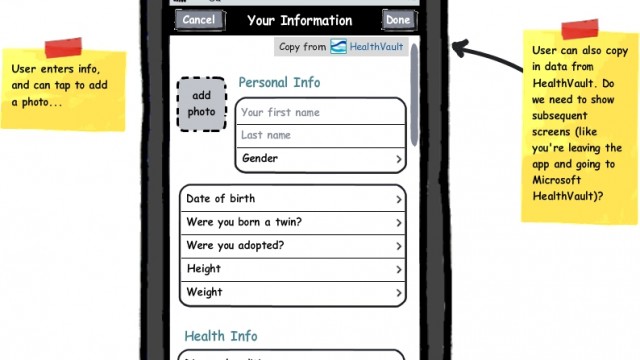 Cancel Your Information Done
Copy from HealthVault
User enters info,
and can tap to add
a photo...
add
photo
Personal Info
Your first name
Last name
Gender
Date of birth
Were you born a twin?
Were you adopted?
Height
Weight
Health Info
User can also copy
in data from
HealthVault. Do
we need to show
subsequent
screens (like
you're leaving the
app and going to
Microsoft
HealthVault)?